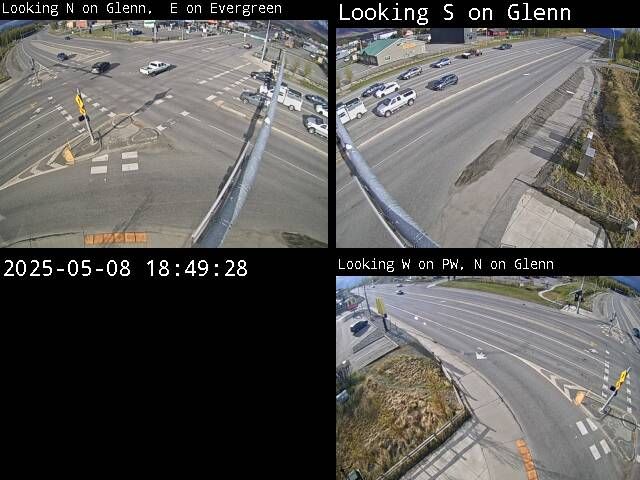 Looking N on Glenn, E on Evergreen
Looking S on Glenn
2025-05-08 18:49:28
Looking W on PW, N on Glenn